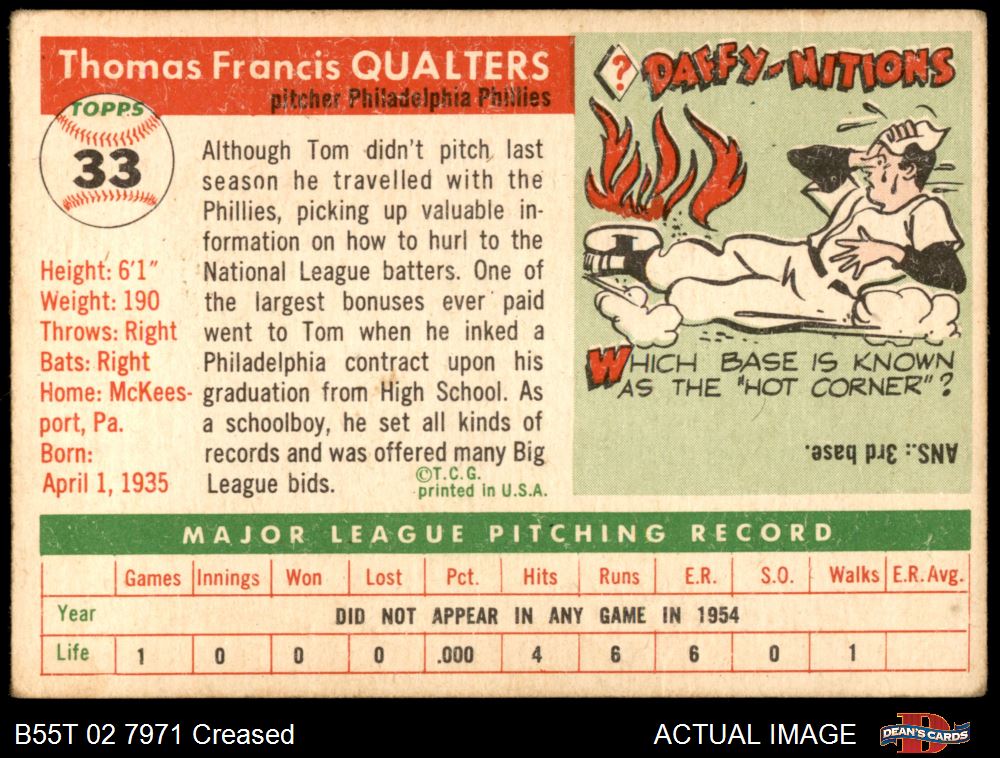 Thomas Francis QUALTERS
pitcher Philadelphia Phillies
TOPPS
33
Height: 6'1"
Weight: 190
Throws: Right
Bats: Right
Home: McKees-
port, Pa.
Born:
April 1, 1935
Although Tom didn't pitch last
season he travelled with the
Phillies, picking up valuable in-
formation on how to hurl to the
National League batters. One of
the largest bonuses ever paid
went to Tom when he inked a
Philadelphia contract upon his
graduation from High School. As
a schoolboy, he set all kinds of
records and was offered many Big
League bids.
©T.C.G.
printed in U.S.A.
? DAFFY-NITIONS
WHICH BASE IS KNOWN
AS THE "HOT CORNER"?
ANS.: 3rd base.
MAJOR LEAGUE PITCHING RECORD
Games Innings Won Lost Pct. Hits Runs E.R. S.O. Walks E.R.Avg.
Year DID NOT APPEAR IN ANY GAME IN 1954
Life 1 0 0 0 .000 4 6 6 0 1
B55T 02 7971 Creased
ACTUAL IMAGE
DEAN'S CARDS